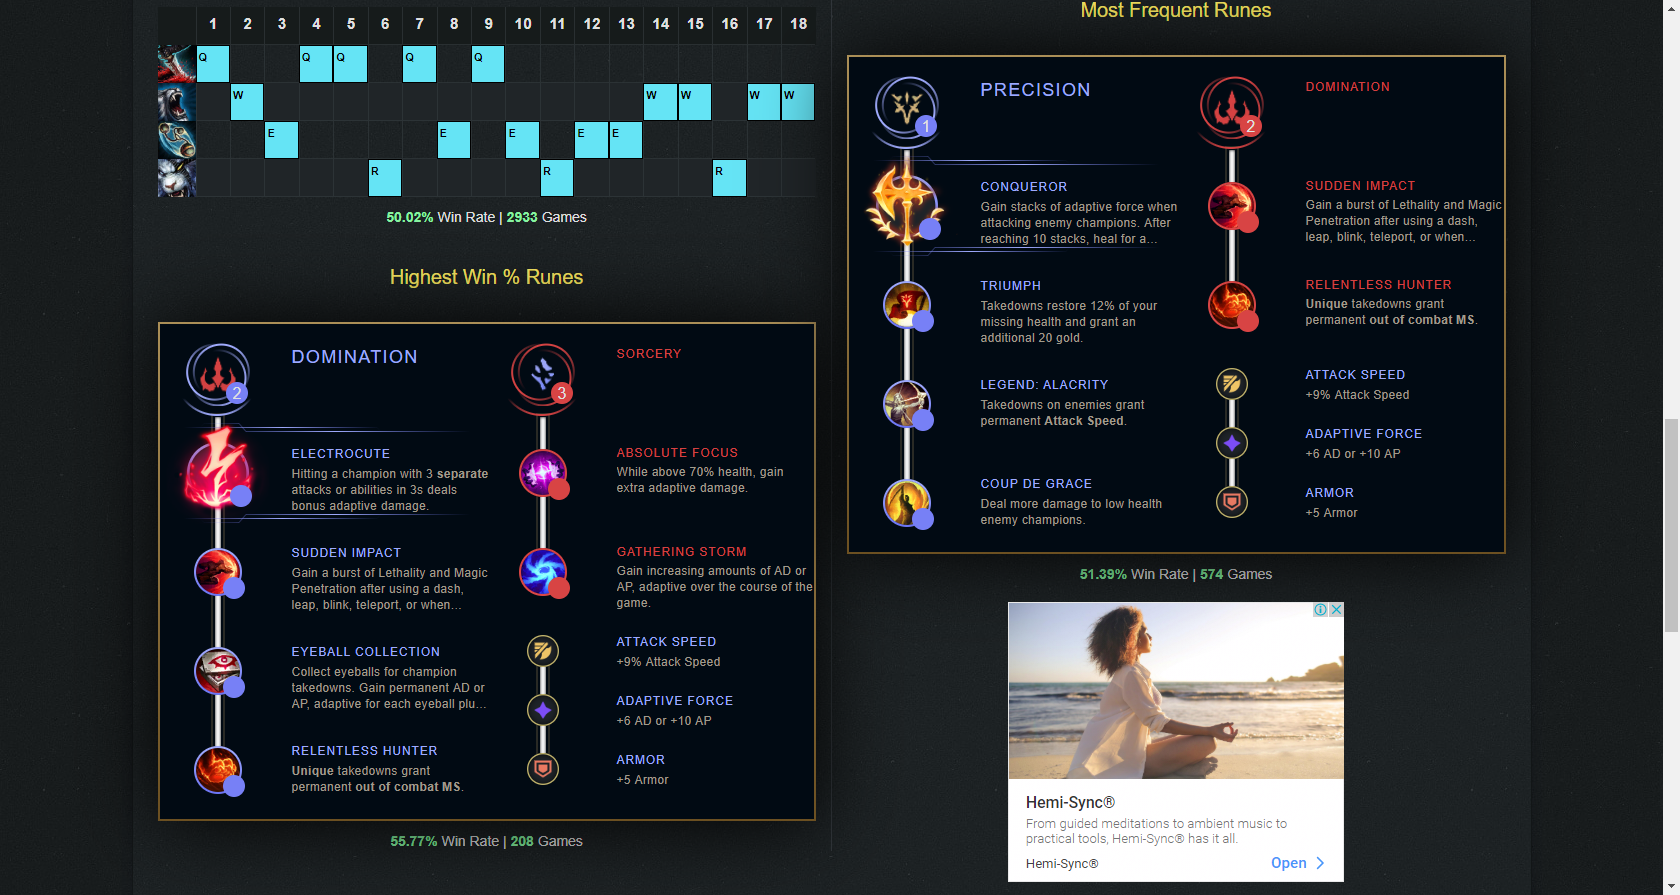 1 2 3 4 5 6 7 8 9 10 11 12 13 14 15 16 17 18
Q Q Q Q Q
W W W W W
E E E E E
R R R
50.02% Win Rate | 2933 Games
Highest Win % Runes
2
DOMINATION
3
SORCERY
ELECTROCUTE
Hitting a champion with 3 separate
attacks or abilities in 3s deals
bonus adaptive damage.
SUDDEN IMPACT
Gain a burst of Lethality and Magic
Penetration after using a dash,
leap, blink, teleport, or when...
EYEBALL COLLECTION
Collect eyeballs for champion
takedowns. Gain permanent AD or
AP, adaptive for each eyeball plu...
RELENTLESS HUNTER
Unique takedowns grant
permanent out of combat MS.
ABSOLUTE FOCUS
While above 70% health, gain
extra adaptive damage.
GATHERING STORM
Gain increasing amounts of AD or
AP, adaptive over the course of the
game.
ATTACK SPEED
+9% Attack Speed
ADAPTIVE FORCE
+6 AD or +10 AP
ARMOR
+5 Armor
55.77% Win Rate | 208 Games
Most Frequent Runes
1
PRECISION
2
DOMINATION
CONQUEROR
Gain stacks of adaptive force when
attacking enemy champions. After
reaching 10 stacks, heal for a...
TRIUMPH
Takedowns restore 12% of your
missing health and grant an
additional 20 gold.
LEGEND: ALACRITY
Takedowns on enemies grant
permanent Attack Speed.
COUP DE GRACE
Deal more damage to low health
enemy champions.
SUDDEN IMPACT
Gain a burst of Lethality and Magic
Penetration after using a dash,
leap, blink, teleport, or when...
RELENTLESS HUNTER
Unique takedowns grant
permanent out of combat MS.
ATTACK SPEED
+9% Attack Speed
ADAPTIVE FORCE
+6 AD or +10 AP
ARMOR
+5 Armor
51.39% Win Rate | 574 Games
Hemi-Sync®
From guided meditations to ambient music to
practical tools, Hemi-Sync® has it all.
Hemi-Sync®
Open